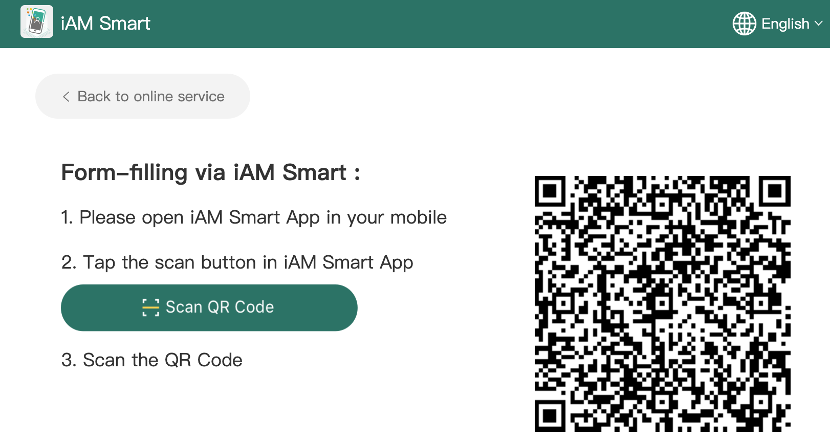 iAM Smart
English
Back to online service
Form-filling via iAM Smart :
1. Please open iAM Smart App in your mobile
2. Tap the scan button in iAM Smart App
Scan QR Code
3. Scan the QR Code